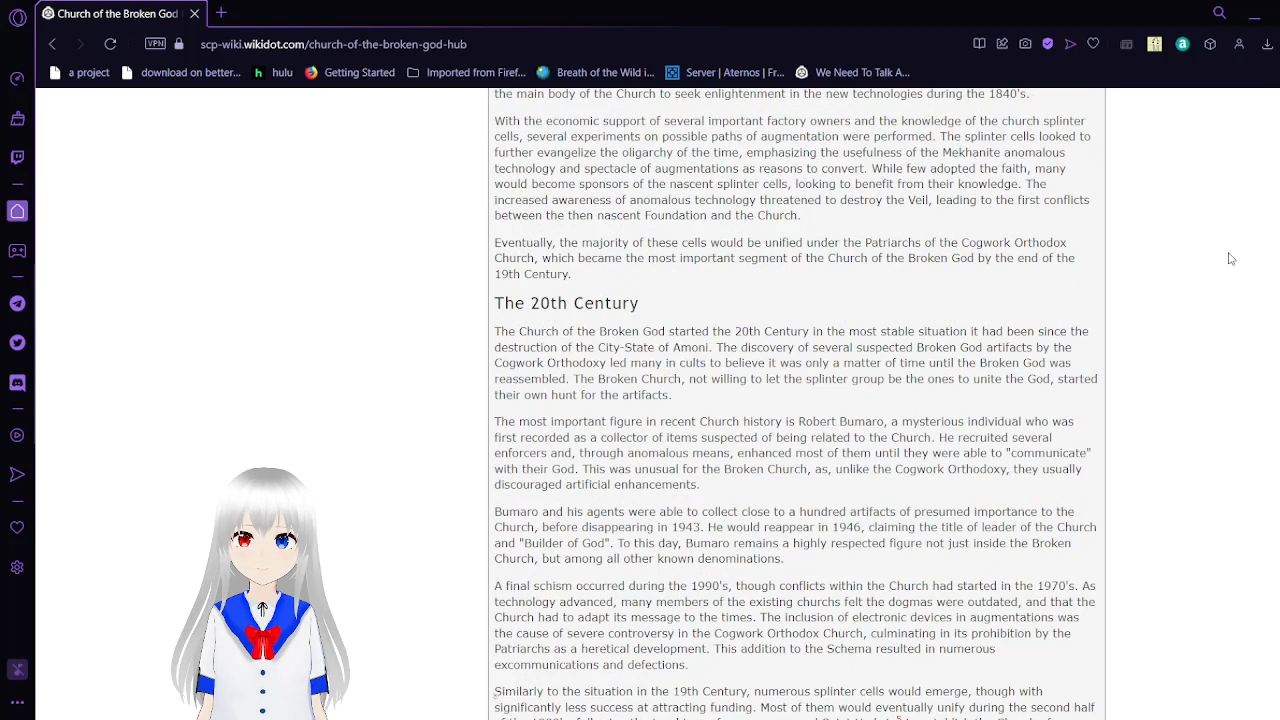 Church of the Broken God
VPN
scp-wiki.wikidot.com/church-of-the-broken-god-hub
a project
download on better...
hulu
Getting Started
Imported from Firef...
Breath of the Wild i...
Server | Aternos | Fr...
We Need To Talk A...
the main body of the Church to seek enlightenment in the new technologies during the 1840's.
With the economic support of several important factory owners and the knowledge of the church splinter
cells, several experiments on possible paths of augmentation were performed. The splinter cells looked to
further evangelize the oligarchy of the time, emphasizing the usefulness of the Mekhanite anomalous
technology and spectacle of augmentations as reasons to convert. While few adopted the faith, many
would become sponsors of the nascent splinter cells, looking to benefit from their knowledge. The
increased awareness of anomalous technology threatened to destroy the Veil, leading to the first conflicts
between the then nascent Foundation and the Church.
Eventually, the majority of these cells would be unified under the Patriarchs of the Cogwork Orthodox
Church, which became the most important segment of the Church of the Broken God by the end of the
19th Century.
The 20th Century
The Church of the Broken God started the 20th Century in the most stable situation it had been since the
destruction of the City-State of Amoni. The discovery of several suspected Broken God artifacts by the
Cogwork Orthodoxy led many in cults to believe it was only a matter of time until the Broken God was
reassembled. The Broken Church, not willing to let the splinter group be the ones to unite the God, started
their own hunt for the artifacts.
The most important figure in recent Church history is Robert Bumaro, a mysterious individual who was
first recorded as a collector of items suspected of being related to the Church. He recruited several
enforcers and, through anomalous means, enhanced most of them until they were able to "communicate"
with their God. This was unusual for the Broken Church, as, unlike the Cogwork Orthodoxy, they usually
discouraged artificial enhancements.
Bumaro and his agents were able to collect close to a hundred artifacts of presumed importance to the
Church, before disappearing in 1943. He would reappear in 1946, claiming the title of leader of the Church
and "Builder of God". To this day, Bumaro remains a highly respected figure not just inside the Broken
Church, but among all other known denominations.
A final schism occurred during the 1990's, though conflicts within the Church had started in the 1970's. As
technology advanced, many members of the existing churchs felt the dogmas were outdated, and that the
Church had to adapt its message to the times. The inclusion of electronic devices in augmentations was
the cause of severe controversy in the Cogwork Orthodox Church, culminating in its prohibition by the
Patriarchs as a heretical development. This addition to the Schema resulted in numerous
excommunications and defections.
Similarly to the situation in the 19th Century, numerous splinter cells would emerge, though with
significantly less success at attracting funding. Most of them would eventually unify during the second half